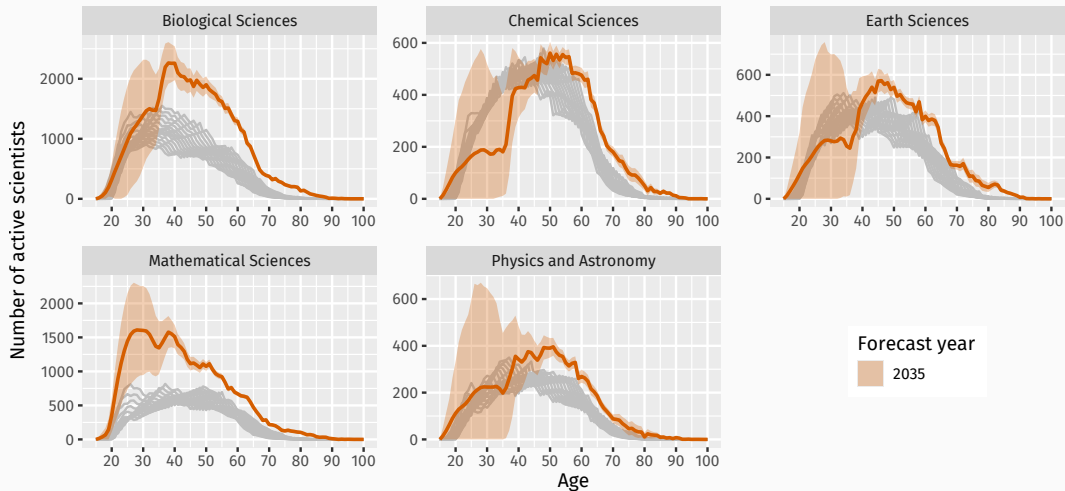 Biological Sciences
Chemical Sciences
Earth Sciences
2000
1000
0
600
400
200
0
600
400
200
0
20 30 40 50 60 70 80 90 100
20 30 40 50 60 70 80 90 100
20 30 40 50 60 70 80 90 100
Number of active scientists
Mathematical Sciences
Physics and Astronomy
2000
1500
1000
500
0
600
400
200
0
20 30 40 50 60 70 80 90 100
20 30 40 50 60 70 80 90 100
Age
Forecast year
2035